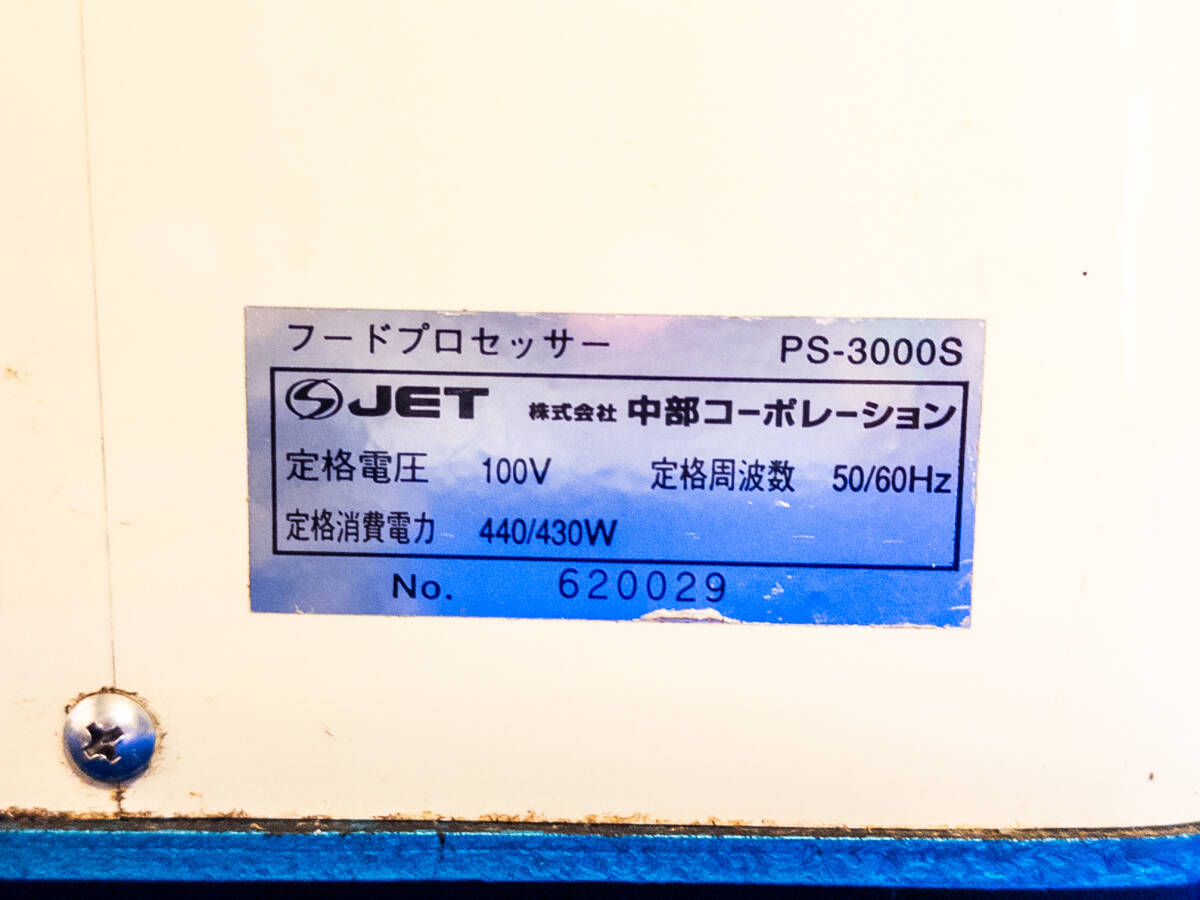 フードプロセッサー PS-3000S
JET 株式会社 中部コーポレーション
定格電圧 100V 定格周波数 50/60Hz
定格消費電力 440/430W
No. 620029